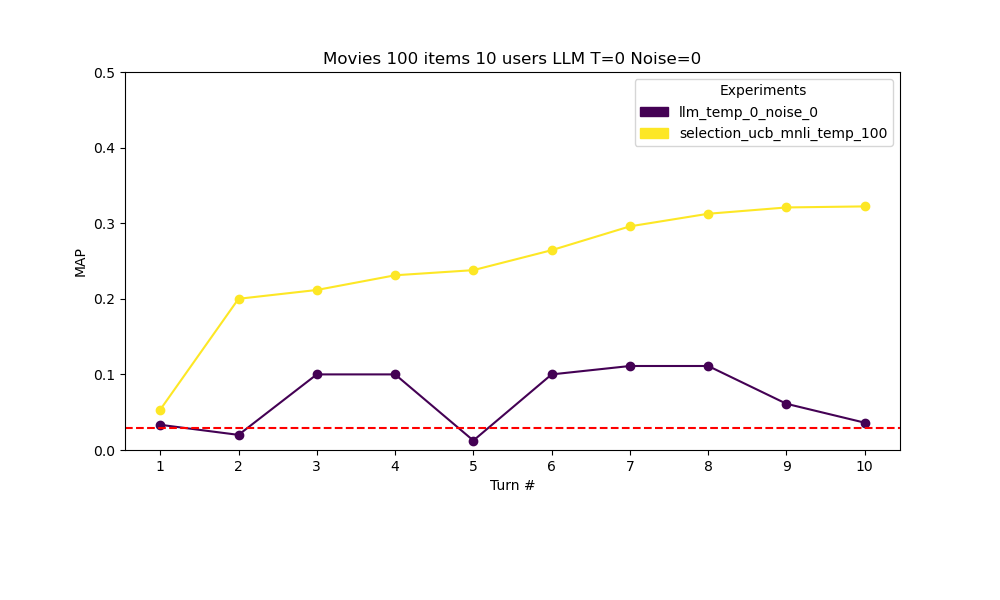 Movies 100 items 10 users LLM T=0 Noise=0
Experiments
llm_temp_0_noise_0
selection_ucb_mnli_temp_100
0.5
0.4
0.3
0.2
0.1
0.0
MAP
1 2 3 4 5 6 7 8 9 10
Turn #